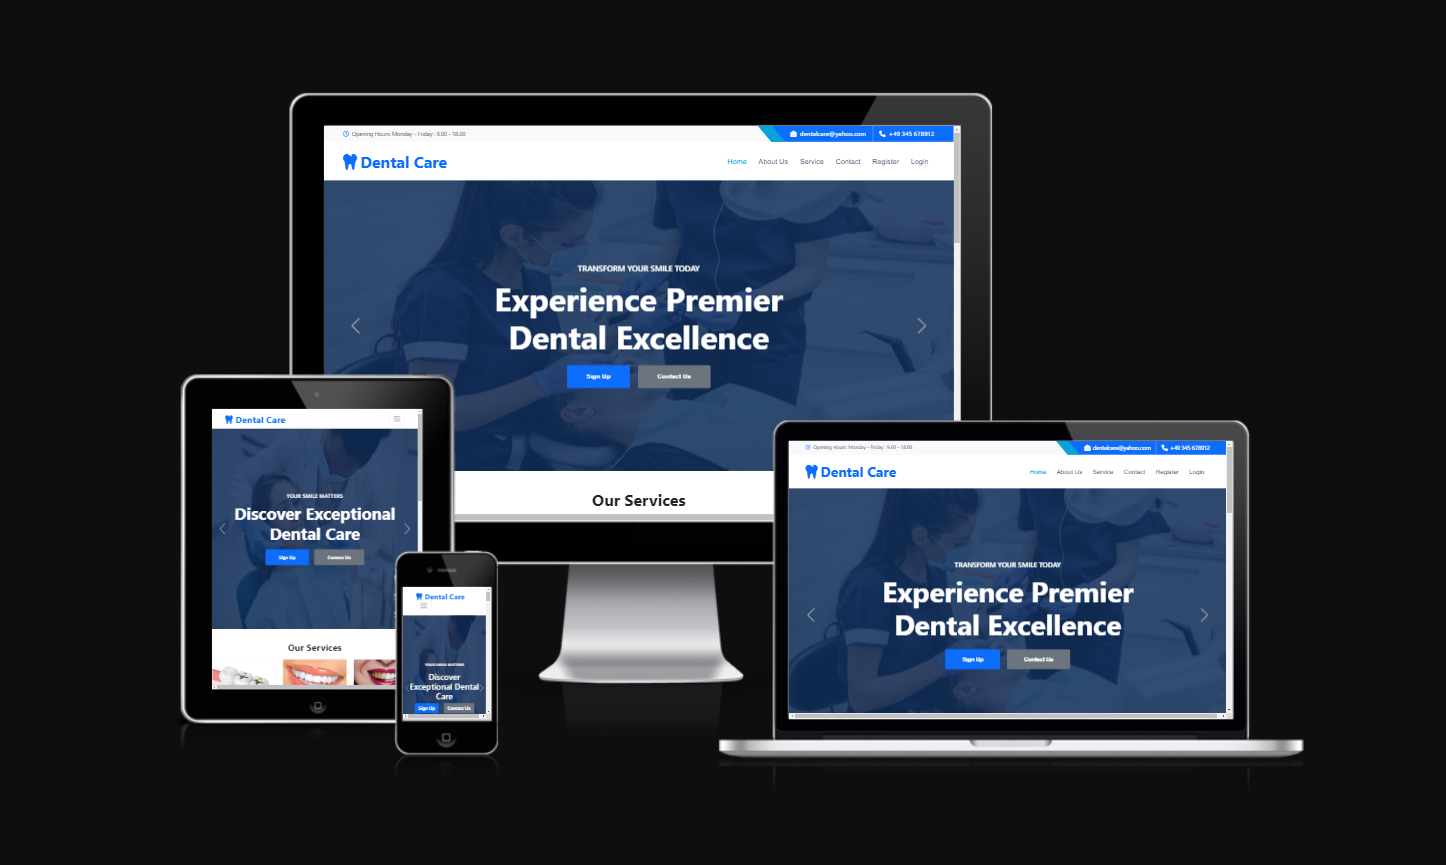 Opening Hours: Monday - Friday : 9.00 - 18.00
dentalcare@yahoo.com
+49 345 678912
Dental Care
Home About Us Service Contact Register Login
TRANSFORM YOUR SMILE TODAY
Experience Premier
Dental Excellence
Sign Up Contact Us
Our Services
Dental Care
YOUR SMILE MATTERS
Discover Exceptional
Dental Care
Sign Up Contact Us
Our Services
Dental Care
YOUR SMILE MATTERS
Discover
Exceptional Dental
Care
Sign Up Contact Us
Opening Hours: Monday - Friday : 9.00 - 18.00
dentalcare@yahoo.com
+49 345 678912
Dental Care
Home About Us Service Contact Register Login
TRANSFORM YOUR SMILE TODAY
Experience Premier
Dental Excellence
Sign Up Contact Us